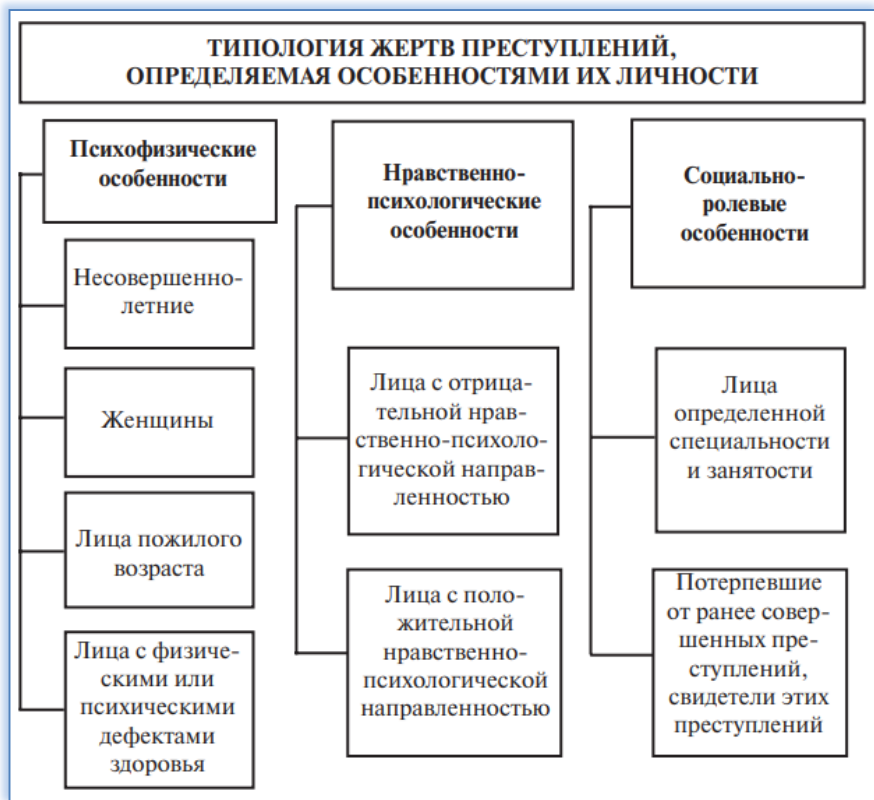 ТИПОЛОГИЯ ЖЕРТВ ПРЕСТУПЛЕНИЙ,
ОПРЕДЕЛЯЕМАЯ ОСОБЕННОСТЯМИ ИХ ЛИЧНОСТИ
Психофизические
особенности
Несовершенно-
летние
Женщины
Лица пожилого
возраста
Лица с физиче-
скими или
психическими
дефектами
здоровья
Нравственно-
психологические
особенности
Лица с отрица-
тельной нрав-
ственно-психоло-
гической направ-
ленностью
Лица с поло-
жительной
нравственно-
психологической
направленностью
Социально-
ролевые
особенности
Лица
определенной
специальности
и занятости
Потерпевшие
от ранее совер-
шенных пре-
ступлений,
свидетели этих
преступлений